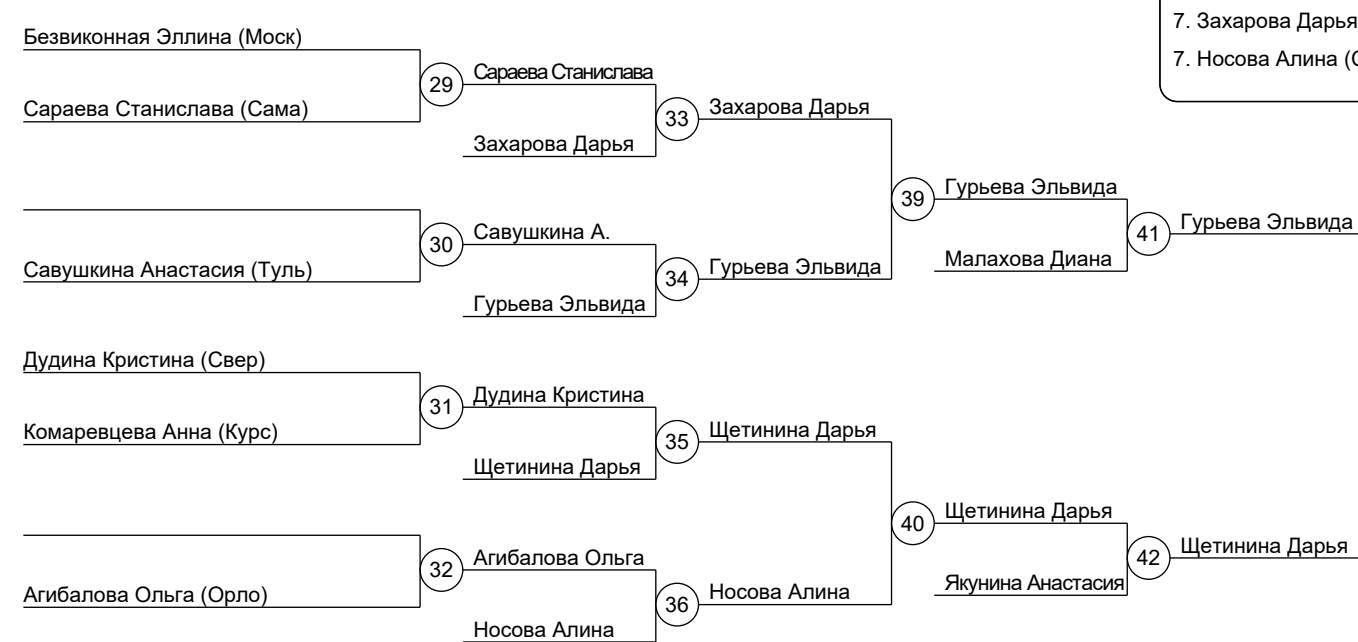 7. Захарова Дарья
7. Носова Алина (
Безвиконная Эллина (Моск)
29
Сараева Станислава
Сараева Станислава (Сама)
33
Захарова Дарья
Захарова Дарья
39
Гурьева Эльвида
30
Савушкина А.
Савушкина Анастасия (Туль)
34
Гурьева Эльвида
Гурьева Эльвида
Малахова Диана
41
Гурьева Эльвида
Дудина Кристина (Свер)
31
Дудина Кристина
Комаревцева Анна (Курс)
35
Щетинина Дарья
Щетинина Дарья
40
Щетинина Дарья
32
Агибалова Ольга
Агибалова Ольга (Орло)
36
Носова Алина
Носова Алина
Якунина Анастасия
42
Щетинина Дарья